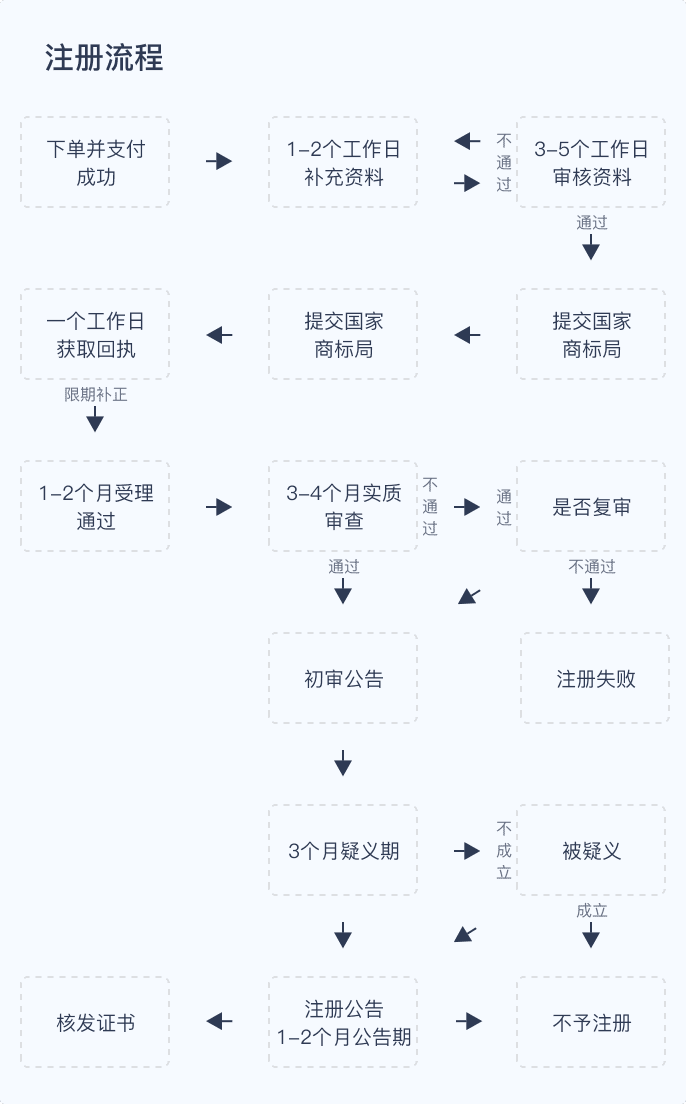 注册流程
下单并支付
成功
1-2个工作日
补充资料
不
通
过
3-5个工作日
审核资料
通过
一个工作日
获取回执
提交国家
商标局
提交国家
商标局
限期补正
1-2个月受理
通过
3-4个月实质
审查
不
通
过
通
过
是否复审
通过
不通过
初审公告
注册失败
3个月疑义期
不
成
立
被疑义
成立
核发证书
注册公告
1-2个月公告期
不予注册